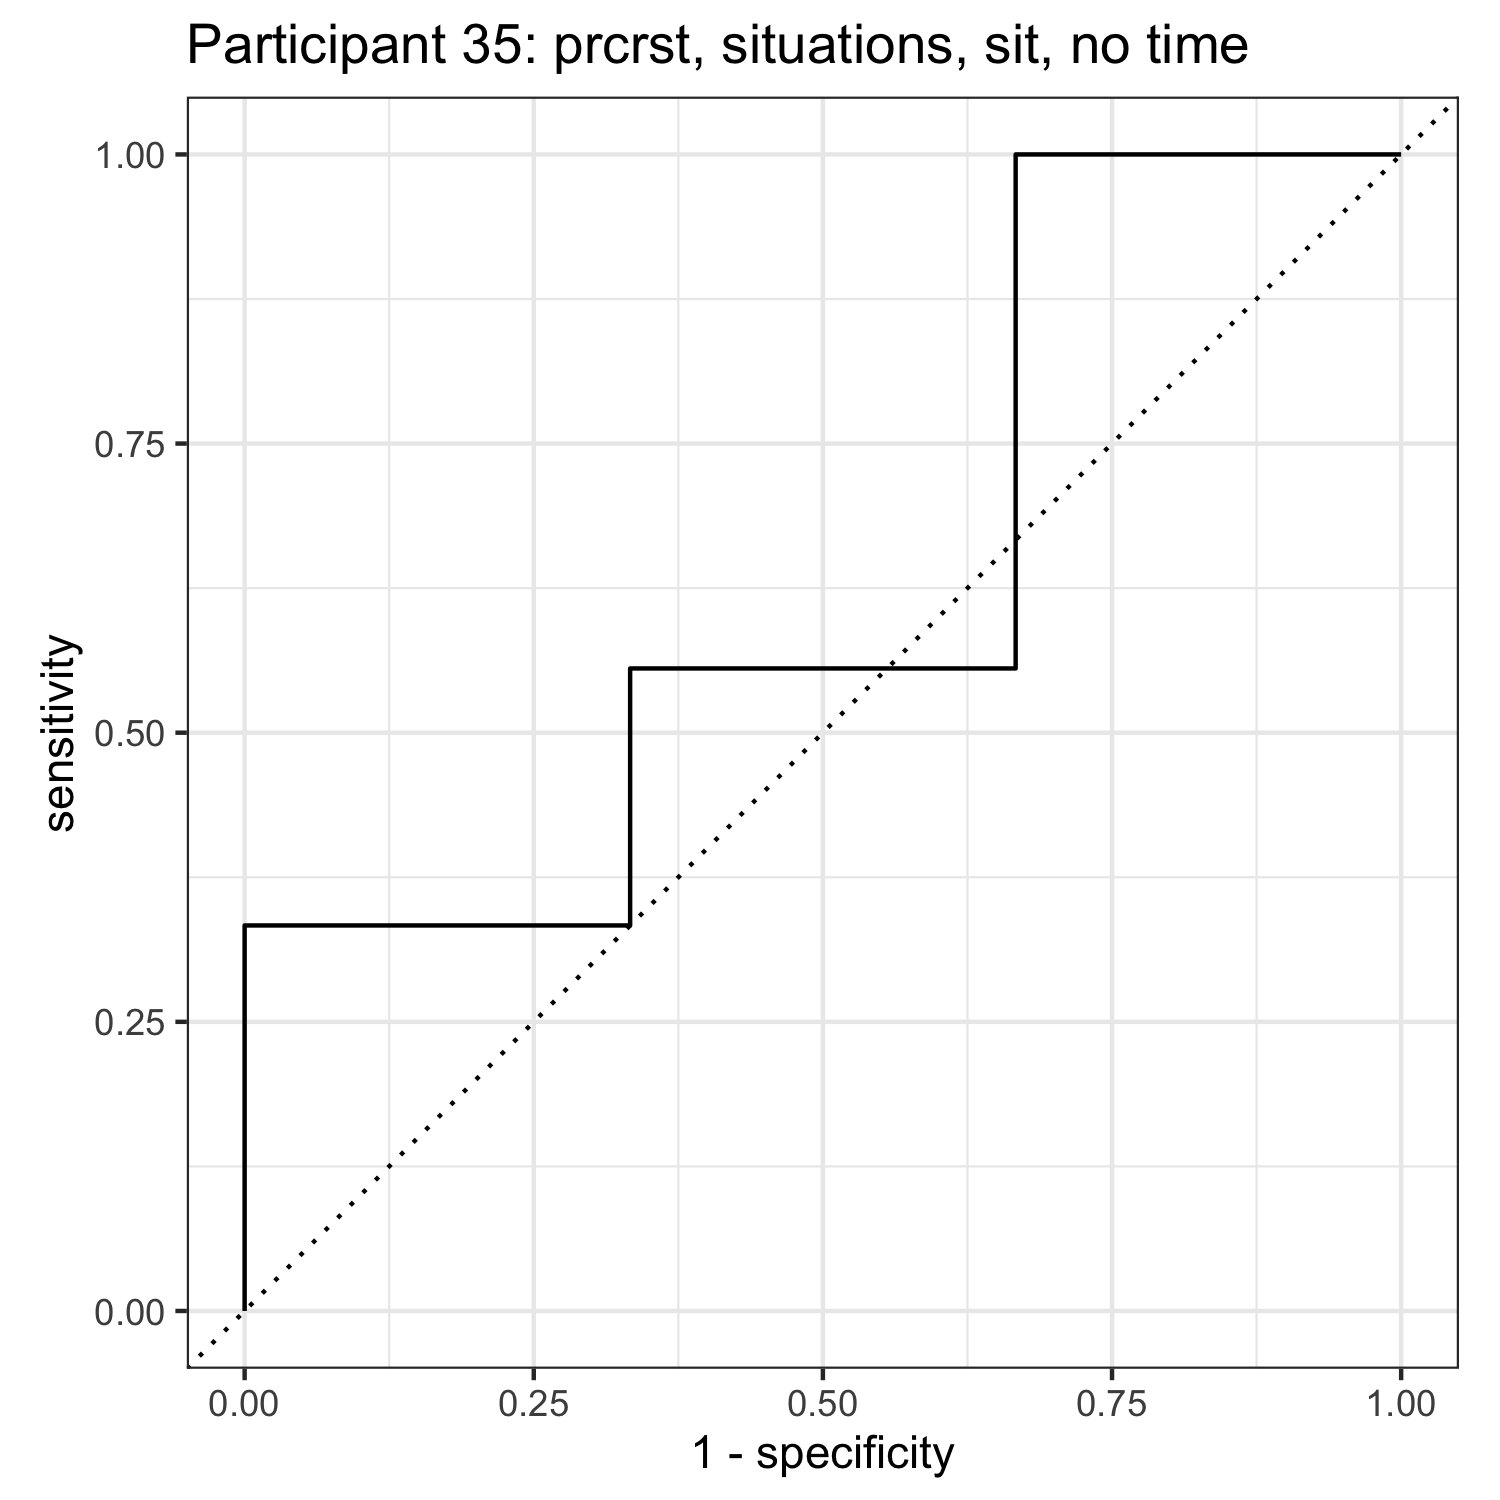 Participant 35: prcrst, situations, sit, no time
1.00
0.75
0.50
0.25
0.00
sensitivity
0.00 0.25 0.50 0.75 1.00
1 - specificity